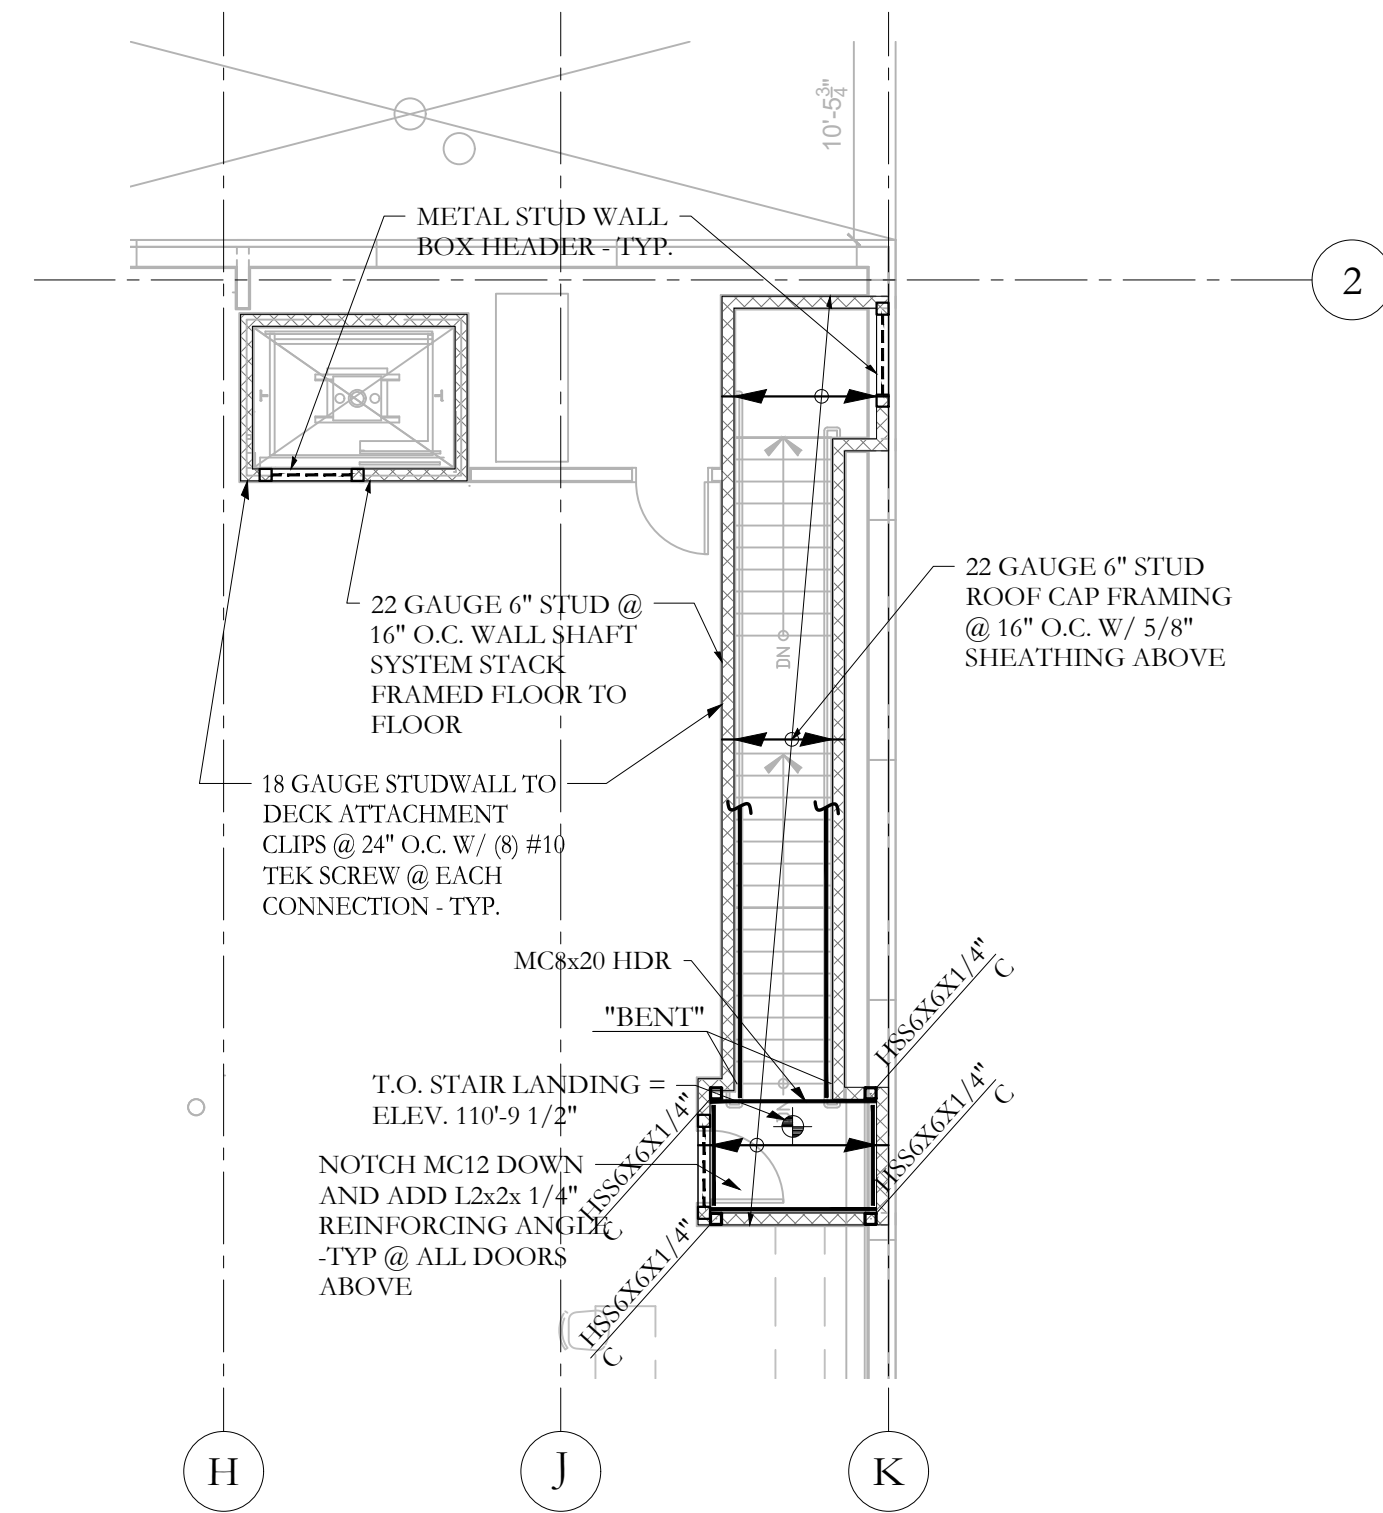 10'-5 3/4"
METAL STUD WALL
BOX HEADER - TYP.
2
22 GAUGE 6" STUD
ROOF CAP FRAMING
@ 16" O.C. W/ 5/8"
SHEATHING ABOVE
22 GAUGE 6" STUD @
16" O.C. WALL SHAFT
SYSTEM STACK
FRAMED FLOOR TO
FLOOR
DN
18 GAUGE STUDWALL TO
DECK ATTACHMENT
CLIPS @ 24" O.C. W/ (8) #10
TEK SCREW @ EACH
CONNECTION - TYP.
MC8x20 HDR
"BENT"
HSS6X6X1/4"
C
T.O. STAIR LANDING =
ELEV. 110'-9 1/2"
HSS6X6X1/4"
C
HSS6X6X1/4"
C
NOTCH MC12 DOWN
AND ADD L2x2x 1/4"
REINFORCING ANGLE
-TYP @ ALL DOORS
ABOVE
HSS6X6X1/4"
C
H
J
K